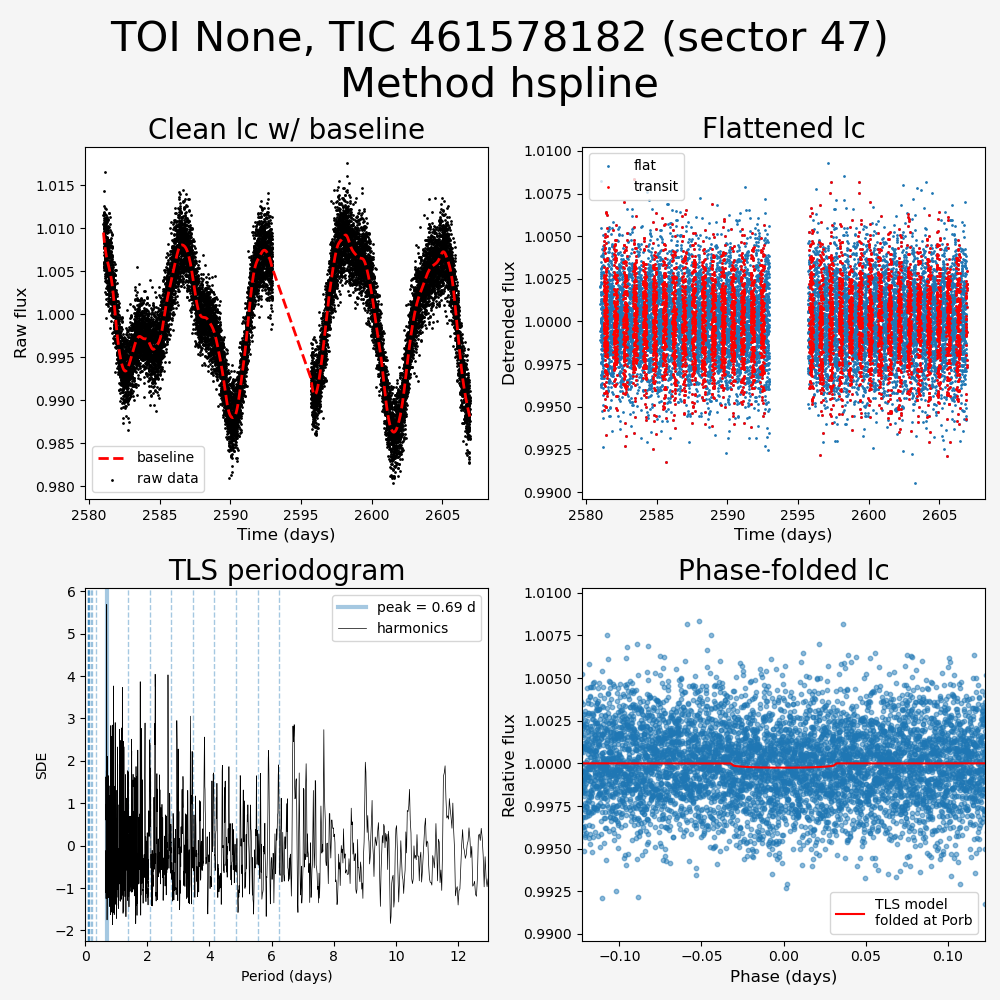 TOI None, TIC 461578182 (sector 47)
Method hspline
Clean lc w/ baseline
Raw flux
1.015
1.010
1.005
1.000
0.995
0.990
0.985
0.980
baseline
raw data
2580
2585
2590
2595
2600
2605
Time (days)
Flattened lc
Detrended flux
1.0100
1.0075
1.0050
1.0025
1.0000
0.9975
0.9950
0.9925
0.9900
flat
transit
2580
2585
2590
2595
2600
2605
Time (days)
TLS periodogram
SDE
6
5
4
3
2
1
0
−1
−2
peak = 0.69 d
harmonics
0
2
4
6
8
10
12
Period (days)
Phase-folded lc
Relative flux
1.0100
1.0075
1.0050
1.0025
1.0000
0.9975
0.9950
0.9925
0.9900
TLS model
folded at Porb
−0.10
−0.05
0.00
0.05
0.10
Phase (days)